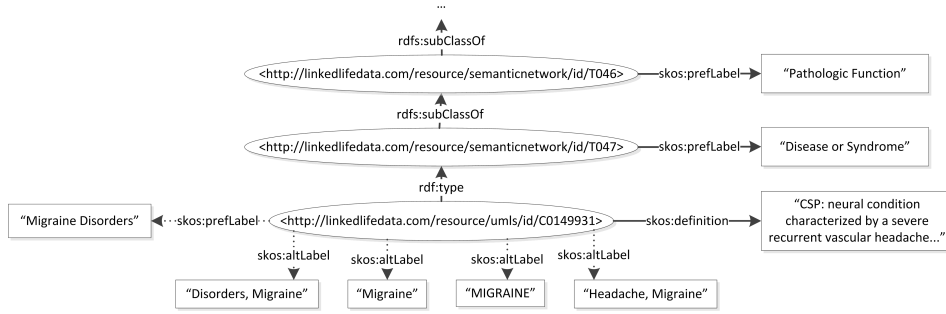 ...
rdfs:subClassOf
<http://linkedlifedata.com/resource/semanticnetwork/id/T046>
skos:prefLabel
“Pathologic Function”
rdfs:subClassOf
<http://linkedlifedata.com/resource/semanticnetwork/id/T047>
skos:prefLabel
“Disease or Syndrome”
rdf:type
“Migraine Disorders”
skos:prefLabel
<http://linkedlifedata.com/resource/umls/id/C0149931>
skos:definition
“CSP: neural condition
characterized by a severe
recurrent vascular headache...”
skos:altLabel
skos:altLabel
skos:altLabel
skos:altLabel
“Disorders, Migraine”
“Migraine”
“MIGRAINE”
“Headache, Migraine”